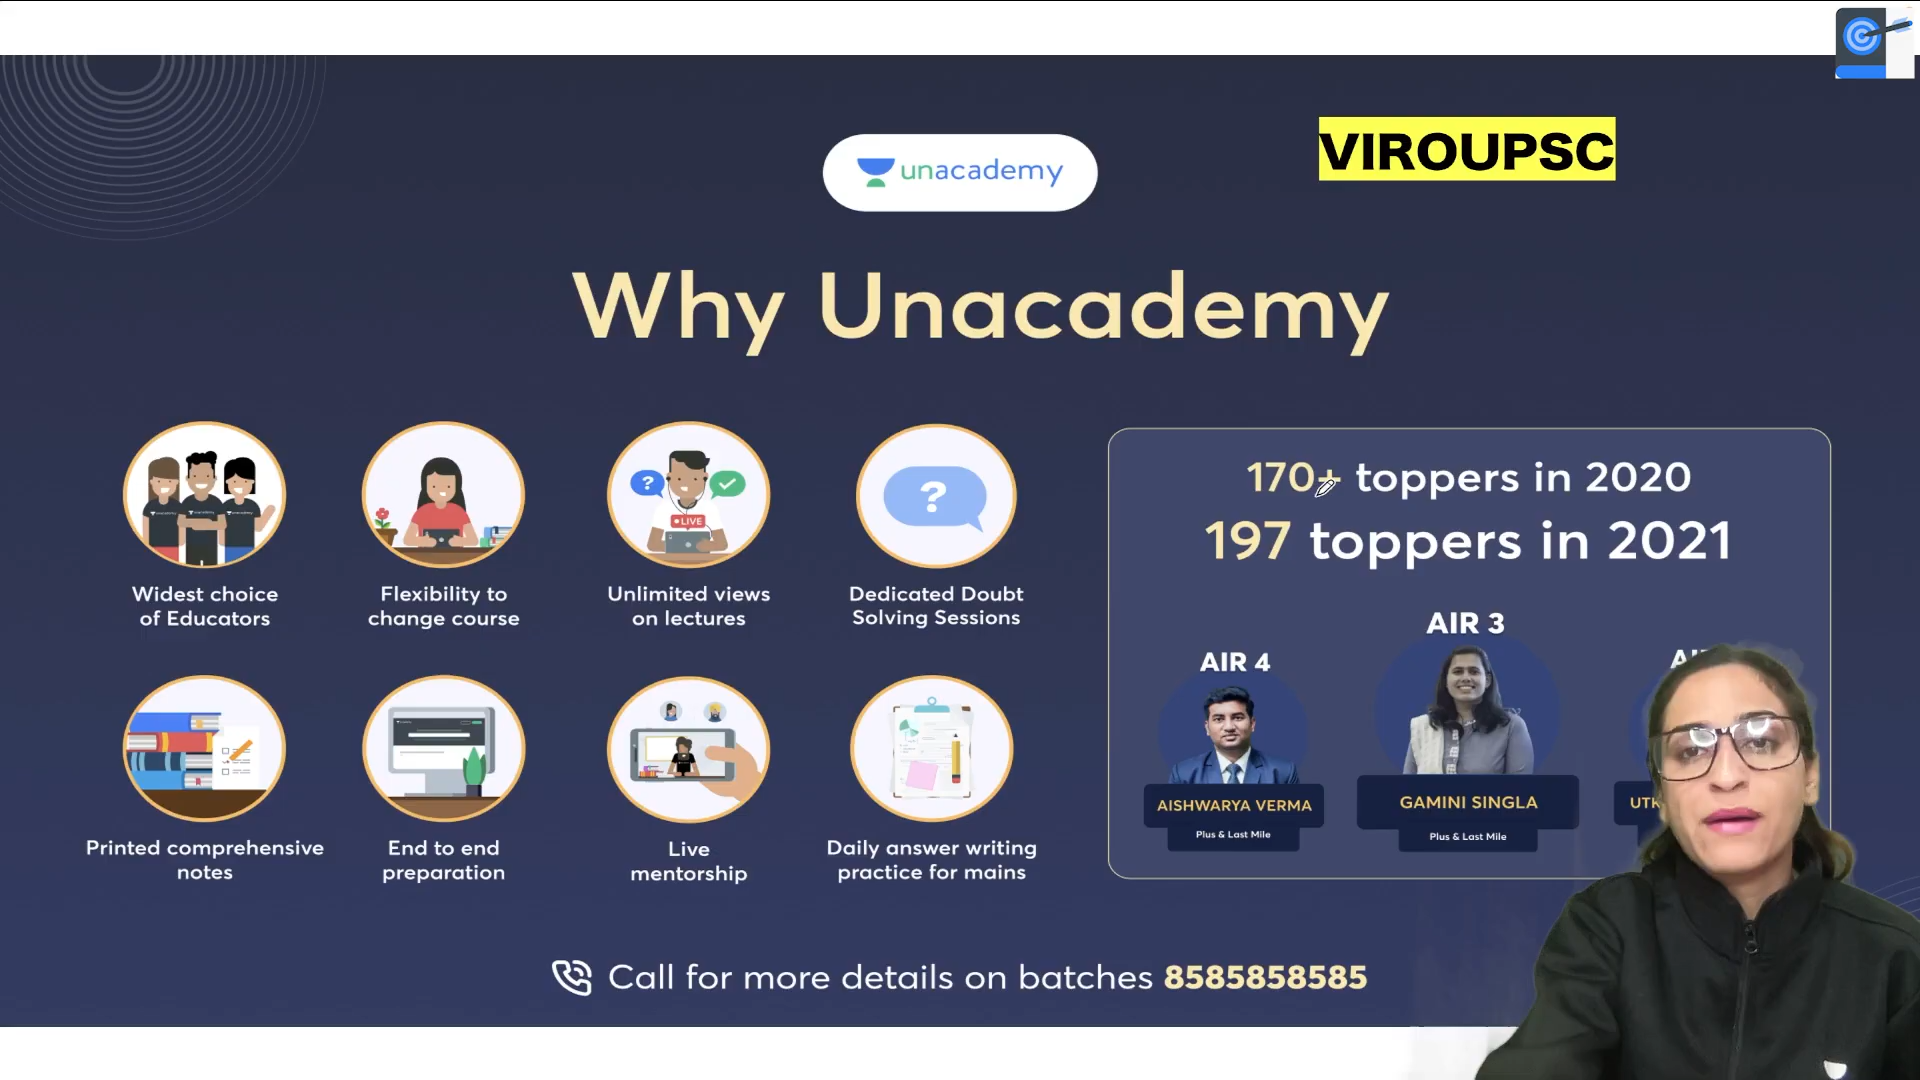 unacademy
VIROUPSC
Why Unacademy
Widest choice
of Educators
Flexibility to
change course
? LIVE
Unlimited views
on lectures
?
Dedicated Doubt
Solving Sessions
Printed comprehensive
notes
End to end
preparation
Live
mentorship
Daily answer writing
practice for mains
170+ toppers in 2020
197 toppers in 2021
AIR 4
AISHWARYA VERMA
Plus & Last Mile
AIR 3
GAMINI SINGLA
Plus & Last Mile
Call for more details on batches 8585858585